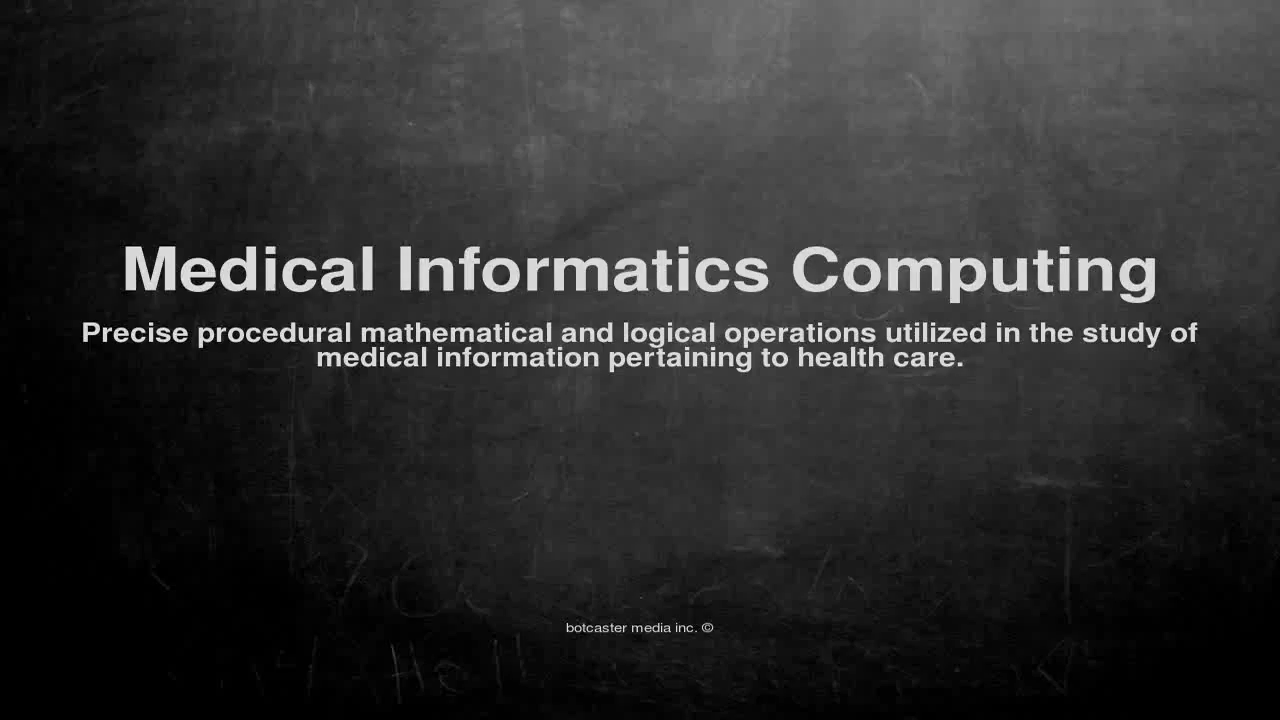 Medical Informatics Computing
Precise procedural mathematical and logical operations utilized in the study of
medical information pertaining to health care.
botcaster media inc. ©